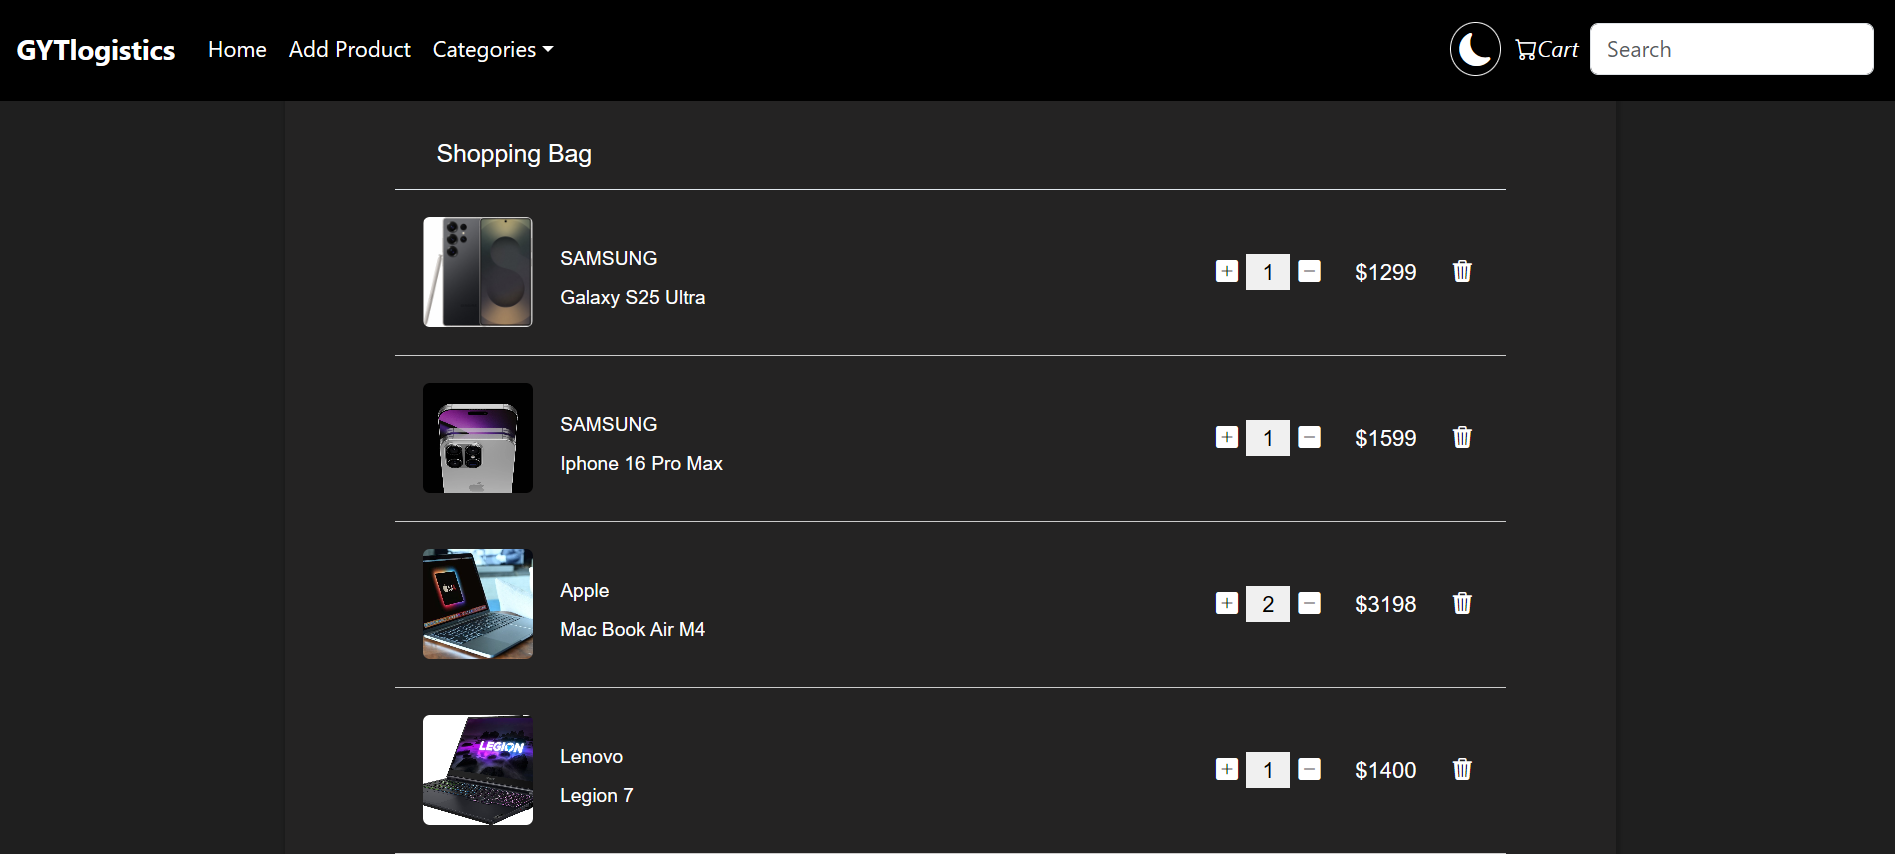 GYTlogistics Home Add Product Categories Cart Search
Shopping Bag
SAMSUNG
Galaxy S25 Ultra
+ 1 − $1299
SAMSUNG
Iphone 16 Pro Max
+ 1 − $1599
Apple
Mac Book Air M4
+ 2 − $3198
LEGION
Lenovo
Legion 7
+ 1 − $1400